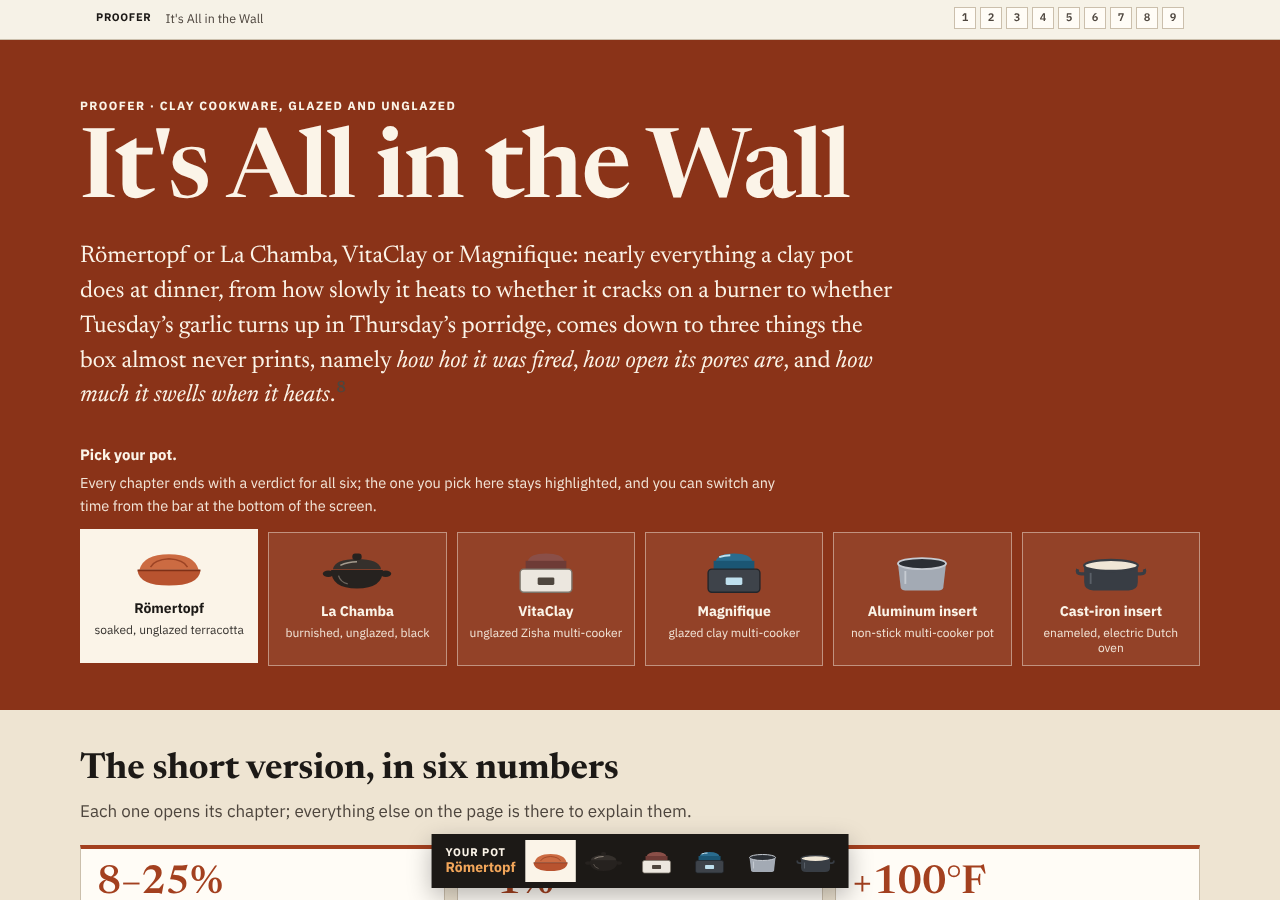 PROOFER It's All in the Wall 1 2 3 4 5 6 7 8 9
PROOFER · CLAY COOKWARE, GLAZED AND UNGLAZED
It's All in the Wall
Römertopf or La Chamba, VitaClay or Magnifique: nearly everything a clay pot
does at dinner, from how slowly it heats to whether it cracks on a burner to whether
Tuesday’s garlic turns up in Thursday’s porridge, comes down to three things the
box almost never prints, namely how hot it was fired, how open its pores are, and how
much it swells when it heats.
Pick your pot.
Every chapter ends with a verdict for all six; the one you pick here stays highlighted, and you can switch any
time from the bar at the bottom of the screen.
Römertopf
soaked, unglazed terracotta
La Chamba
burnished, unglazed, black
VitaClay
unglazed Zisha multi-cooker
Magnifique
glazed clay multi-cooker
Aluminum insert
non-stick multi-cooker pot
Cast-iron insert
enameled, electric Dutch
oven
The short version, in six numbers
Each one opens its chapter; everything else on the page is there to explain them.
8–25%
+100°F
YOUR POT
Römertopf